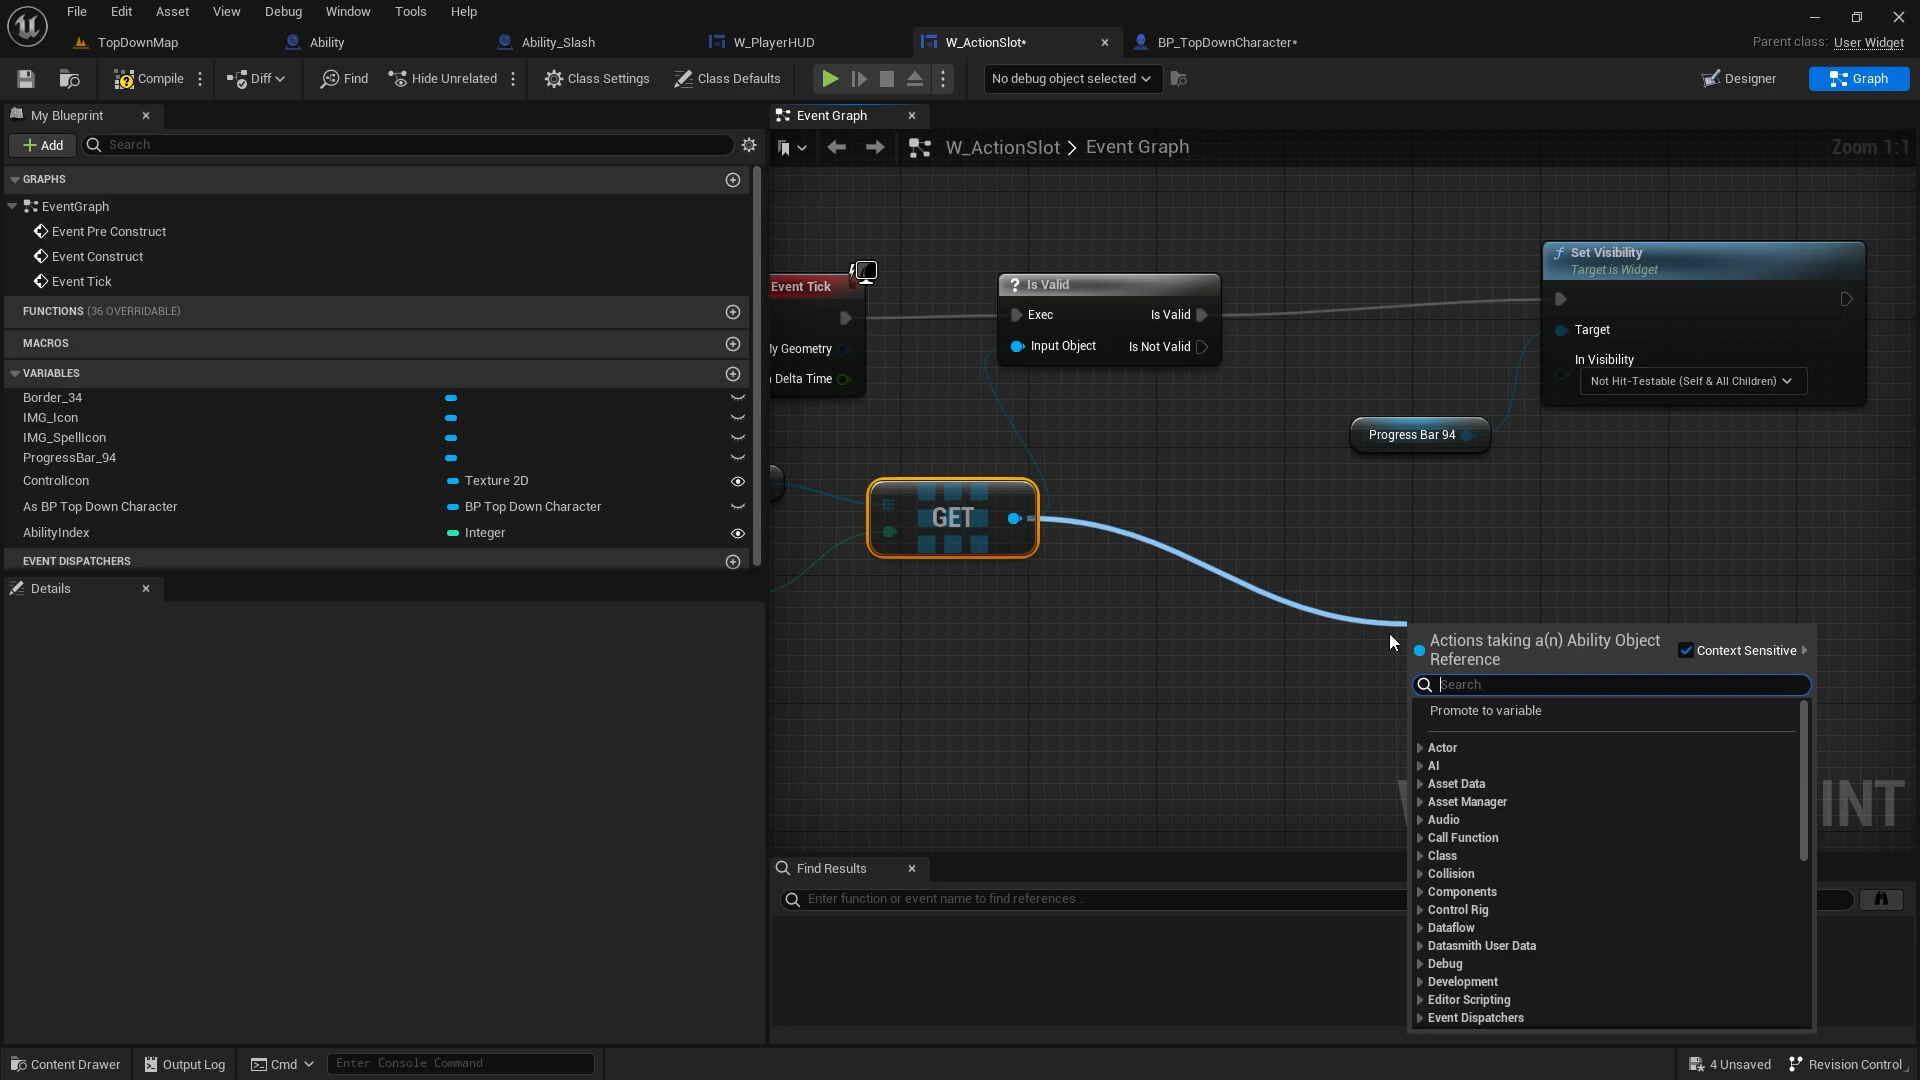 File Edit Asset View Debug Window Tools Help
TopDownMap Ability Ability_Slash W_PlayerHUD W_ActionSlot* BP_TopDownCharacter* Parent class: User Widget
Compile Diff Find Hide Unrelated Class Settings Class Defaults No debug object selected Designer Graph
My Blueprint
Event Graph
Add Search
W_ActionSlot > Event Graph Zoom 1:1
GRAPHS
EventGraph
Event Pre Construct
Event Construct
Event Tick
FUNCTIONS (36 OVERRIDABLE)
MACROS
VARIABLES
Border_34
IMG_Icon
IMG_SpellIcon
ProgressBar_94
ControlIcon Texture 2D
As BP Top Down Character BP Top Down Character
AbilityIndex Integer
EVENT DISPATCHERS
Details
Event Tick
ly Geometry
Delta Time
? Is Valid
Exec Is Valid
Input Object Is Not Valid
f Set Visibility
Target is Widget
Target
In Visibility
Not Hit-Testable (Self & All Children)
Progress Bar 94
GET
Actions taking a(n) Ability Object
Reference
Context Sensitive
Search
Promote to variable
Actor
AI
Asset Data
Asset Manager
Audio
Call Function
Class
Collision
Components
Control Rig
Dataflow
Datasmith User Data
Debug
Development
Editor Scripting
Event Dispatchers
INT
Find Results
Enter function or event name to find references...
Content Drawer Output Log Cmd Enter Console Command 4 Unsaved Revision Control